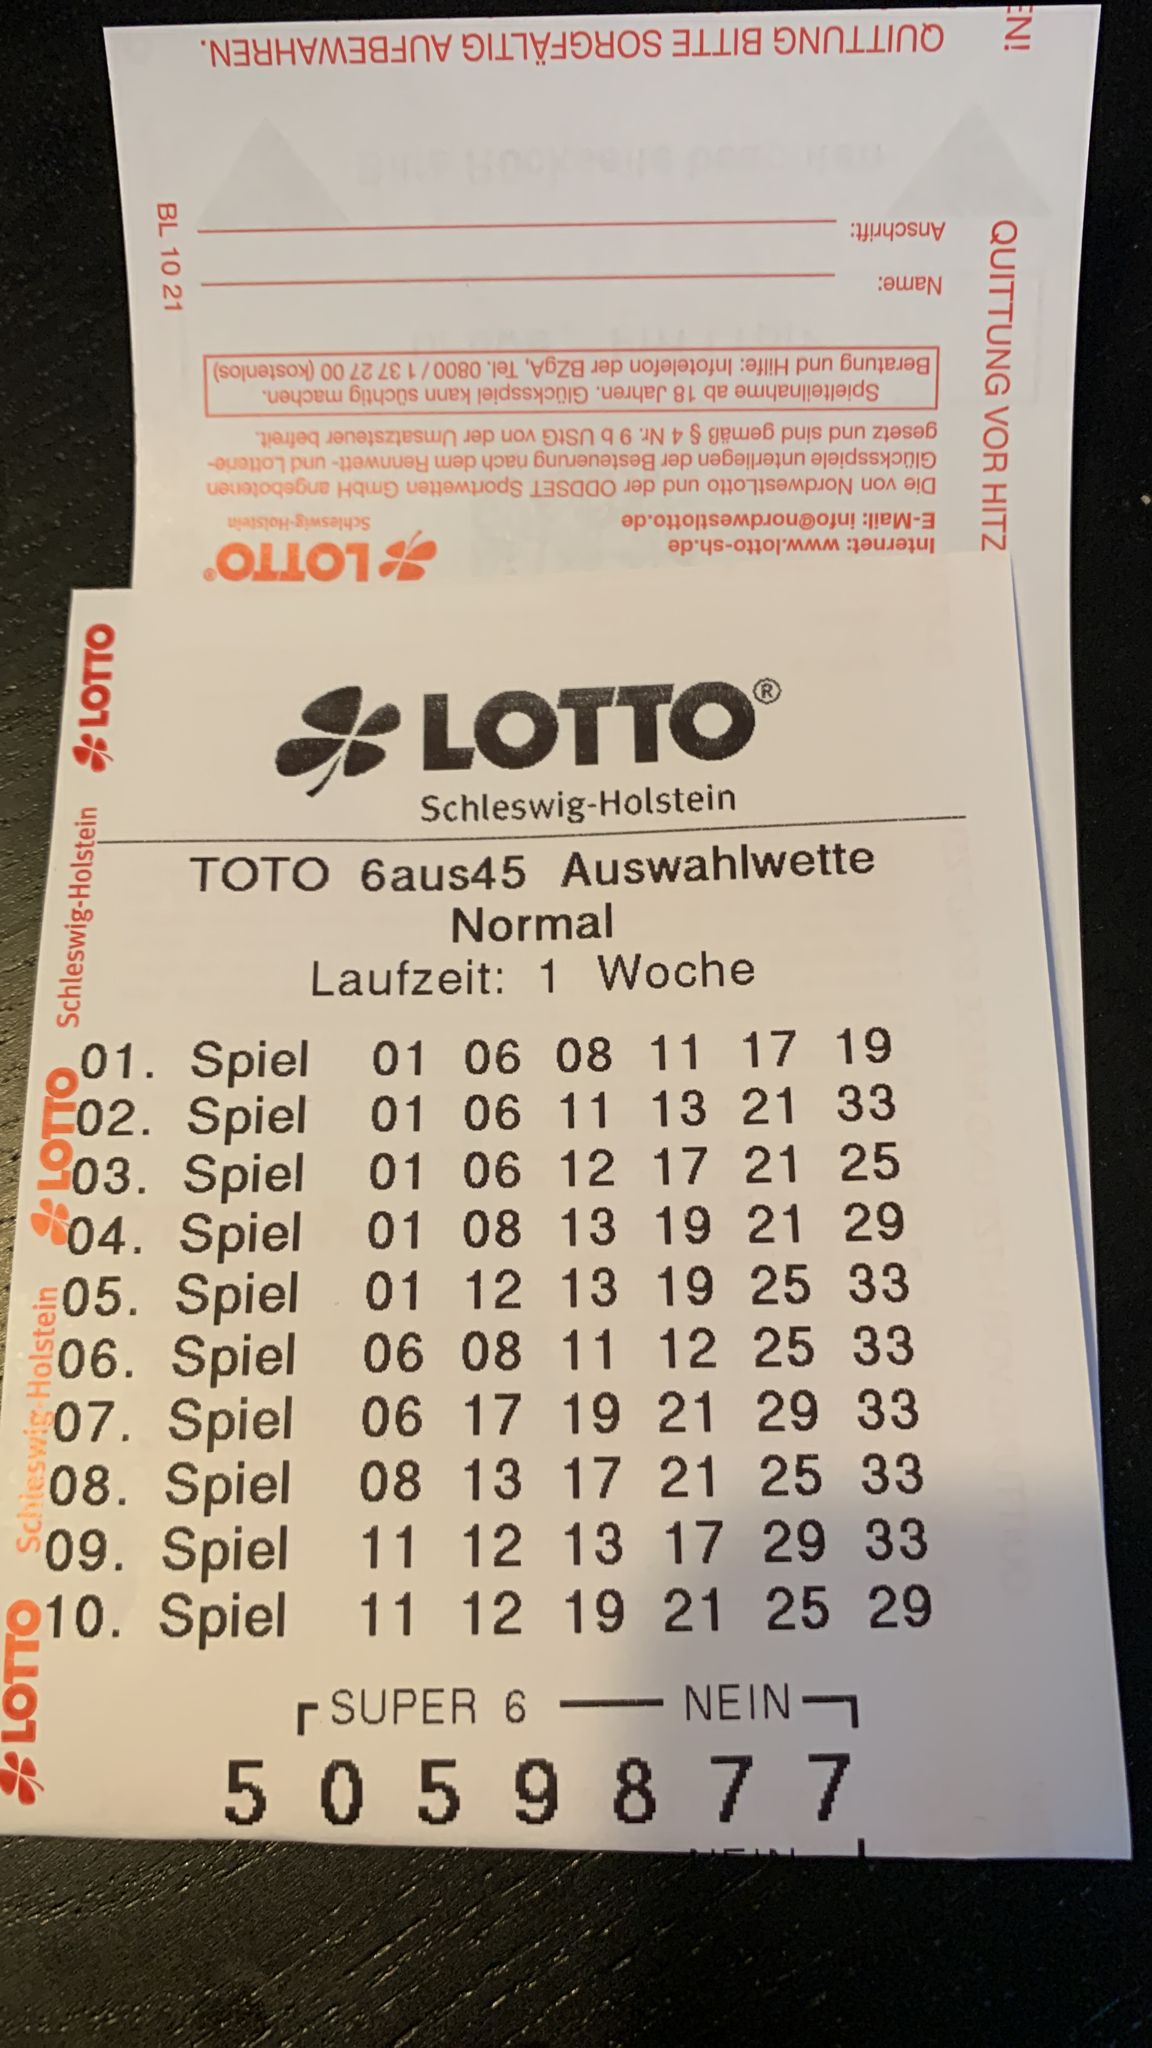 QUITTUNG BITTE SORGFÄLTIG AUFBEWAHREN.
EN!
QUITTUNG VOR HITZ
BL 10 21
Anschrift:
Name:
Spielteilnahme ab 18 Jahren. Glücksspiel kann süchtig machen.
Beratung und Hilfe: Infotelefon der BZgA, Tel. 0800 / 1 37 27 00 (kostenlos)
Die von NordwestLotto und der ODDSET Sportwetten GmbH angebotenen
Glücksspiele unterliegen der Besteuerung nach dem Rennwett- und Lotterie-
gesetz und sind gemäß § 4 Nr. 9 b UStG von der Umsatzsteuer befreit.
Internet: www.lotto-sh.de
E-Mail: info@nordwestlotto.de
LOTTO®
Schleswig-Holstein
LOTTO®
Schleswig-Holstein
TOTO 6aus45 Auswahlwette
Normal
Laufzeit: 1 Woche
01. Spiel 01 06 08 11 17 19
02. Spiel 01 06 11 13 21 33
03. Spiel 01 06 12 17 21 25
04. Spiel 01 08 13 19 21 29
05. Spiel 01 12 13 19 25 33
06. Spiel 06 08 11 12 25 33
07. Spiel 06 17 19 21 29 33
08. Spiel 08 13 17 21 25 33
09. Spiel 11 12 13 17 29 33
10. Spiel 11 12 19 21 25 29
SUPER 6 NEIN
5 0 5 9 8 7 7
LOTTO
Schleswig-Holstein
LOTTO
Schleswig-Holstein
LOTTO